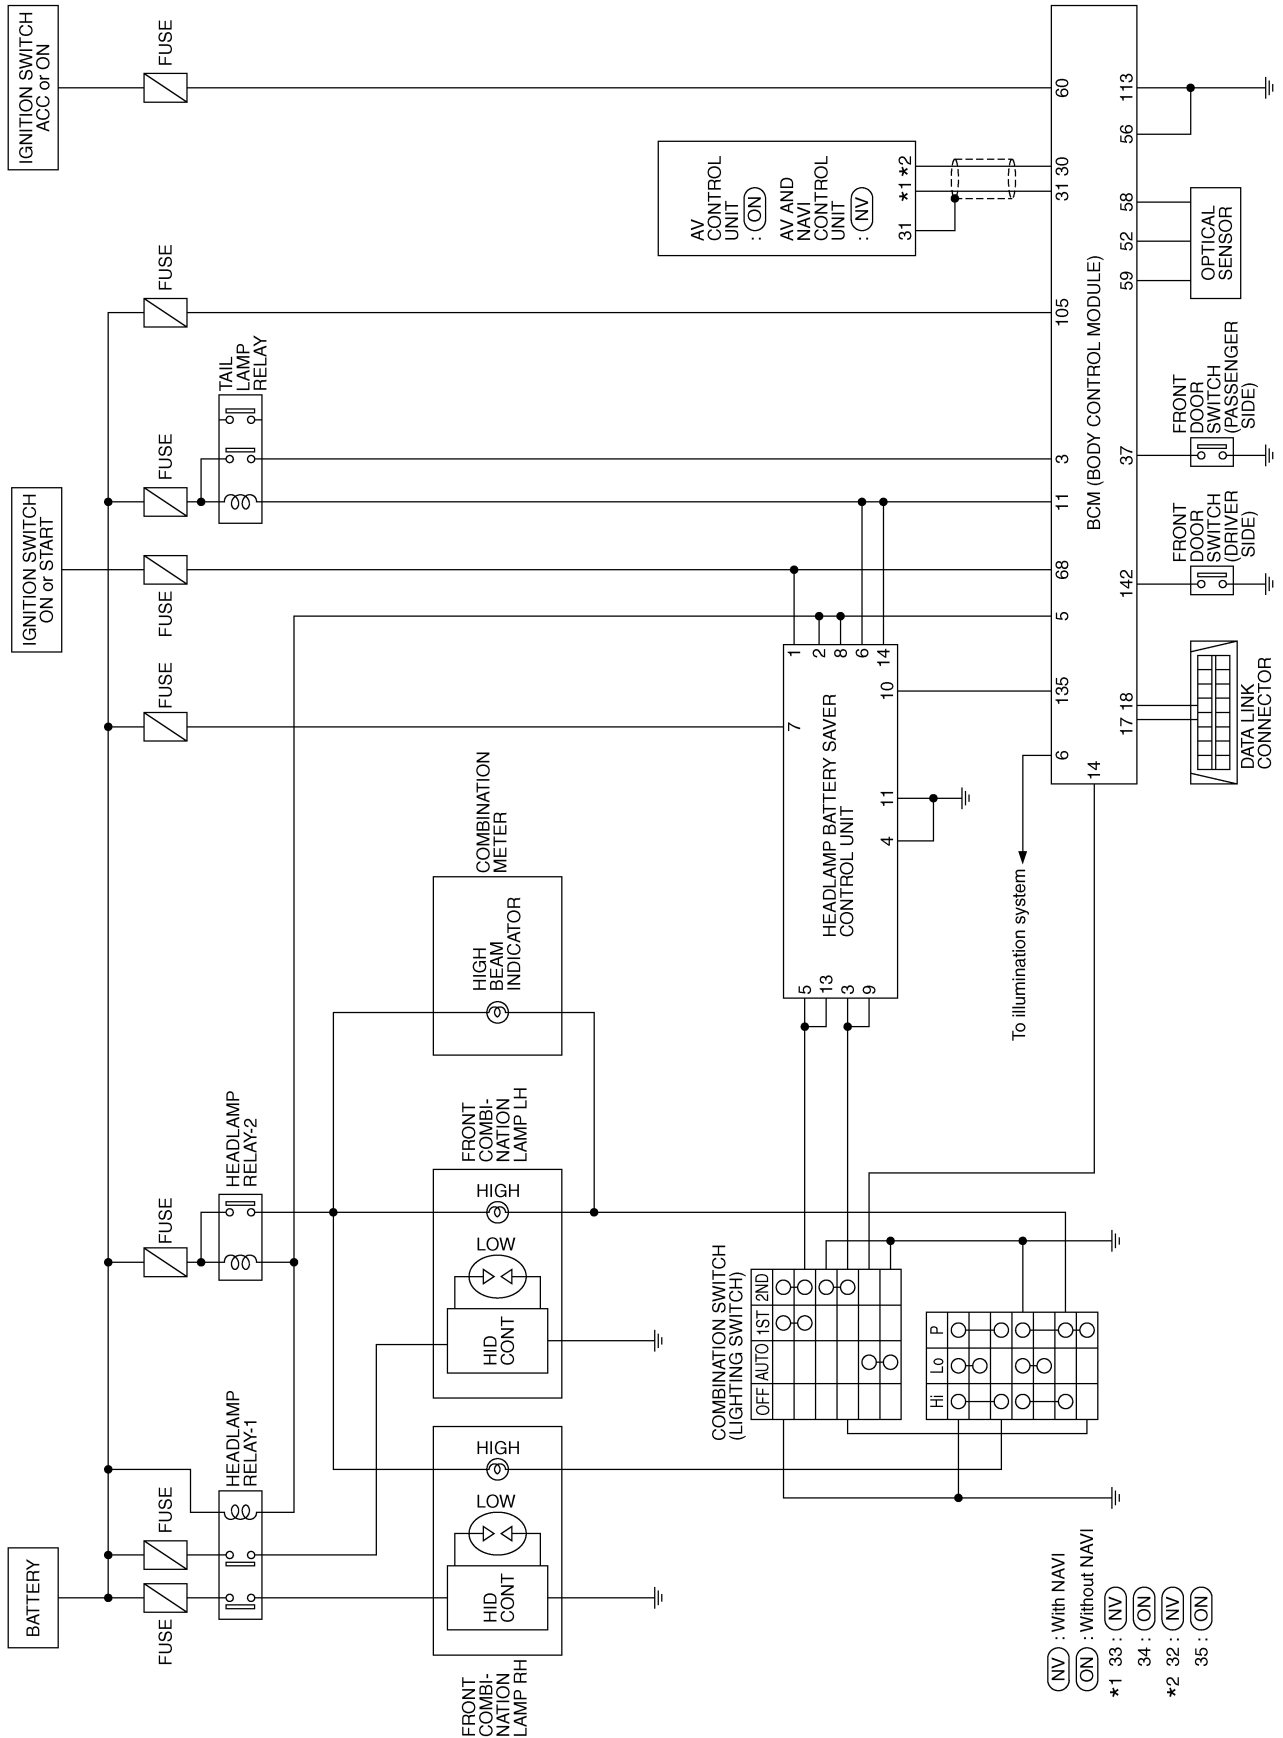 BATTERY
IGNITION SWITCH
ON or START
IGNITION SWITCH
ACC or ON
FUSE
FUSE
FUSE
FUSE
FUSE
FUSE
FUSE
FUSE
HEADLAMP
RELAY-1
HEADLAMP
RELAY-2
TAIL
LAMP
RELAY
FRONT
COMBI-
NATION
LAMP RH
HID
CONT
LOW
HIGH
FRONT
COMBI-
NATION
LAMP LH
HID
CONT
LOW
HIGH
COMBINATION
METER
HIGH
BEAM
INDICATOR
AV
CONTROL
UNIT
: ON
AV AND
NAVI
CONTROL
UNIT
: NV
31 *1 *2
COMBINATION SWITCH
(LIGHTING SWITCH)
OFF AUTO 1ST 2ND
Hi Lo P
HEADLAMP BATTERY SAVER
CONTROL UNIT
7 1
2
8
6
10 14
5
13
3
9
4 11
To illumination system
BCM (BODY CONTROL MODULE)
6 135 5 68 11 3 105 31 30 60
14
17 18 142 37 59 52 58 56 113
DATA LINK
CONNECTOR
FRONT
DOOR
SWITCH
(DRIVER
SIDE)
FRONT
DOOR
SWITCH
(PASSENGER
SIDE)
OPTICAL
SENSOR
NV : With NAVI
ON : Without NAVI
*1 33 : NV
34 : ON
*2 32 : NV
35 : ON